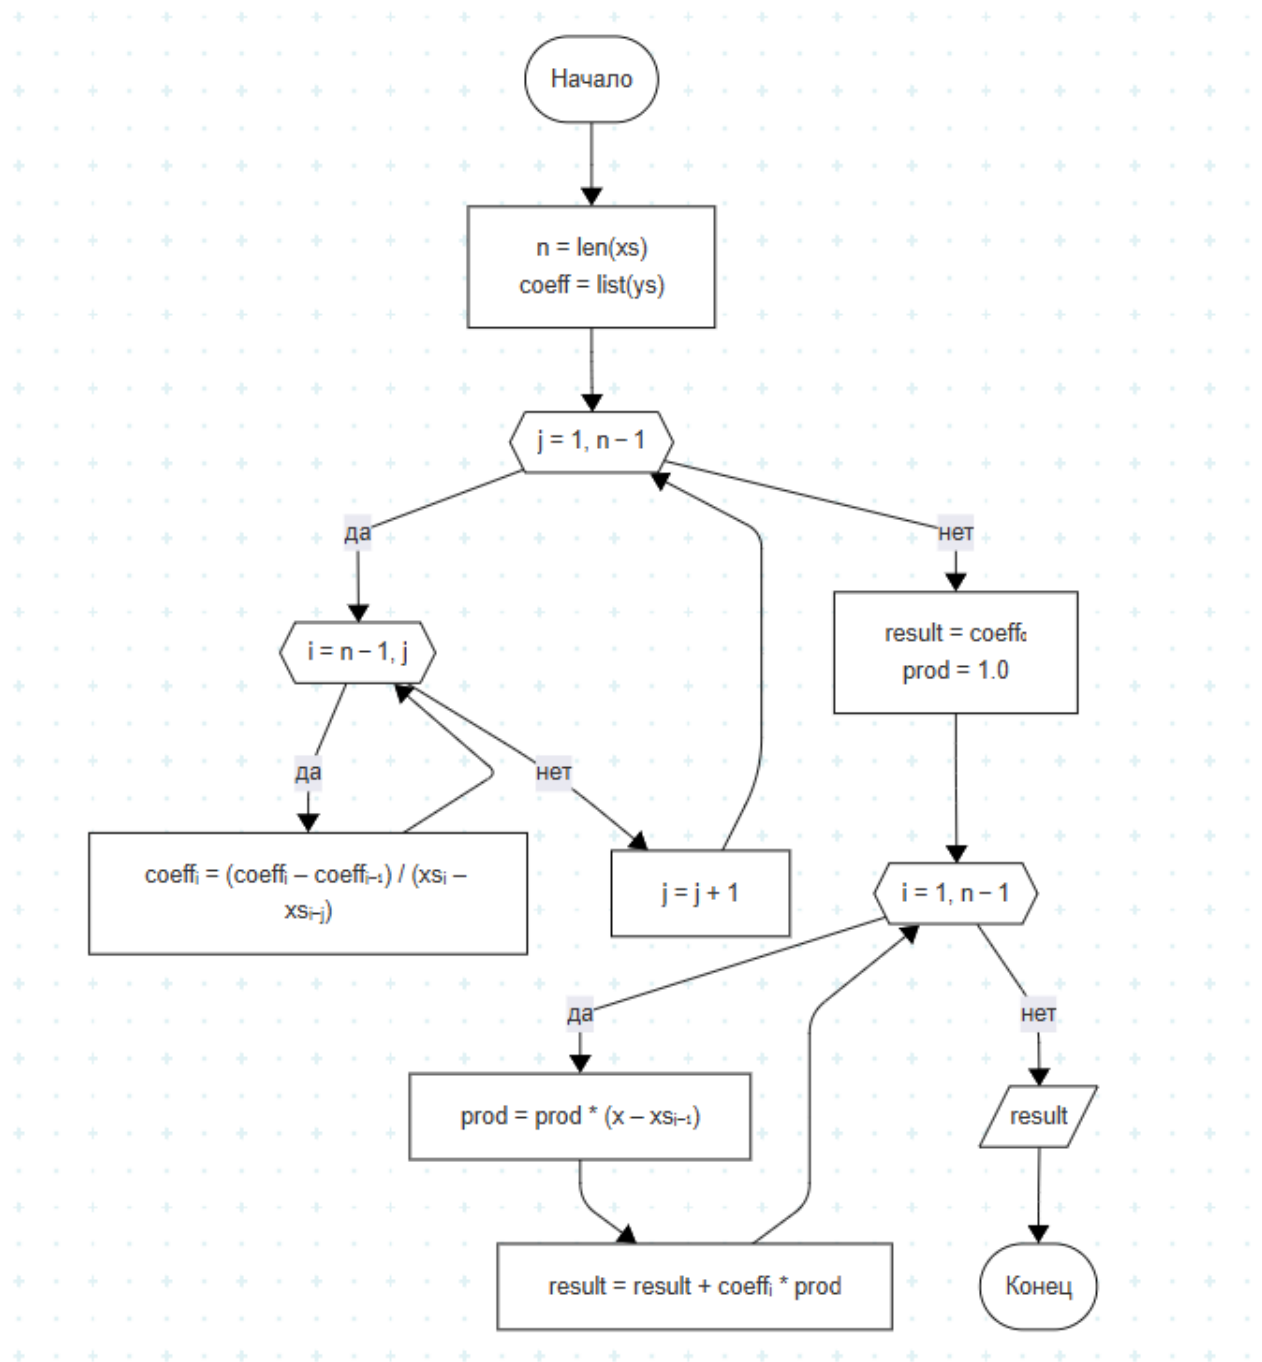 Начало
n = len(xs)
coeff = list(ys)
j = 1, n − 1
да
нет
i = n − 1, j
result = coeff₀
prod = 1.0
да
нет
coeffᵢ = (coeffᵢ – coeffᵢ₋₁) / (xsᵢ –
xsᵢ₋ⱼ)
j = j + 1
i = 1, n − 1
да
нет
prod = prod * (x – xsᵢ₋₁)
result
result = result + coeffᵢ * prod
Конец